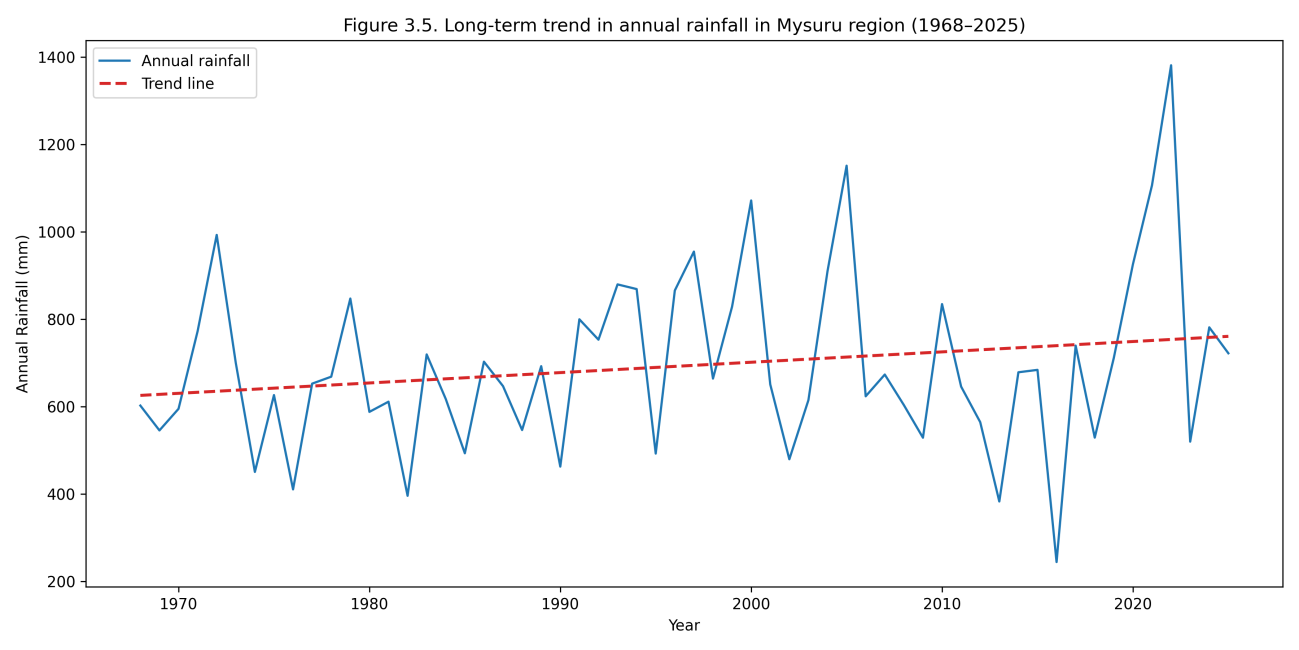 Figure 3.5. Long-term trend in annual rainfall in Mysuru region (1968–2025)
Annual rainfall
Trend line
Annual Rainfall (mm)
1400
1200
1000
800
600
400
200
1970 1980 1990 2000 2010 2020
Year